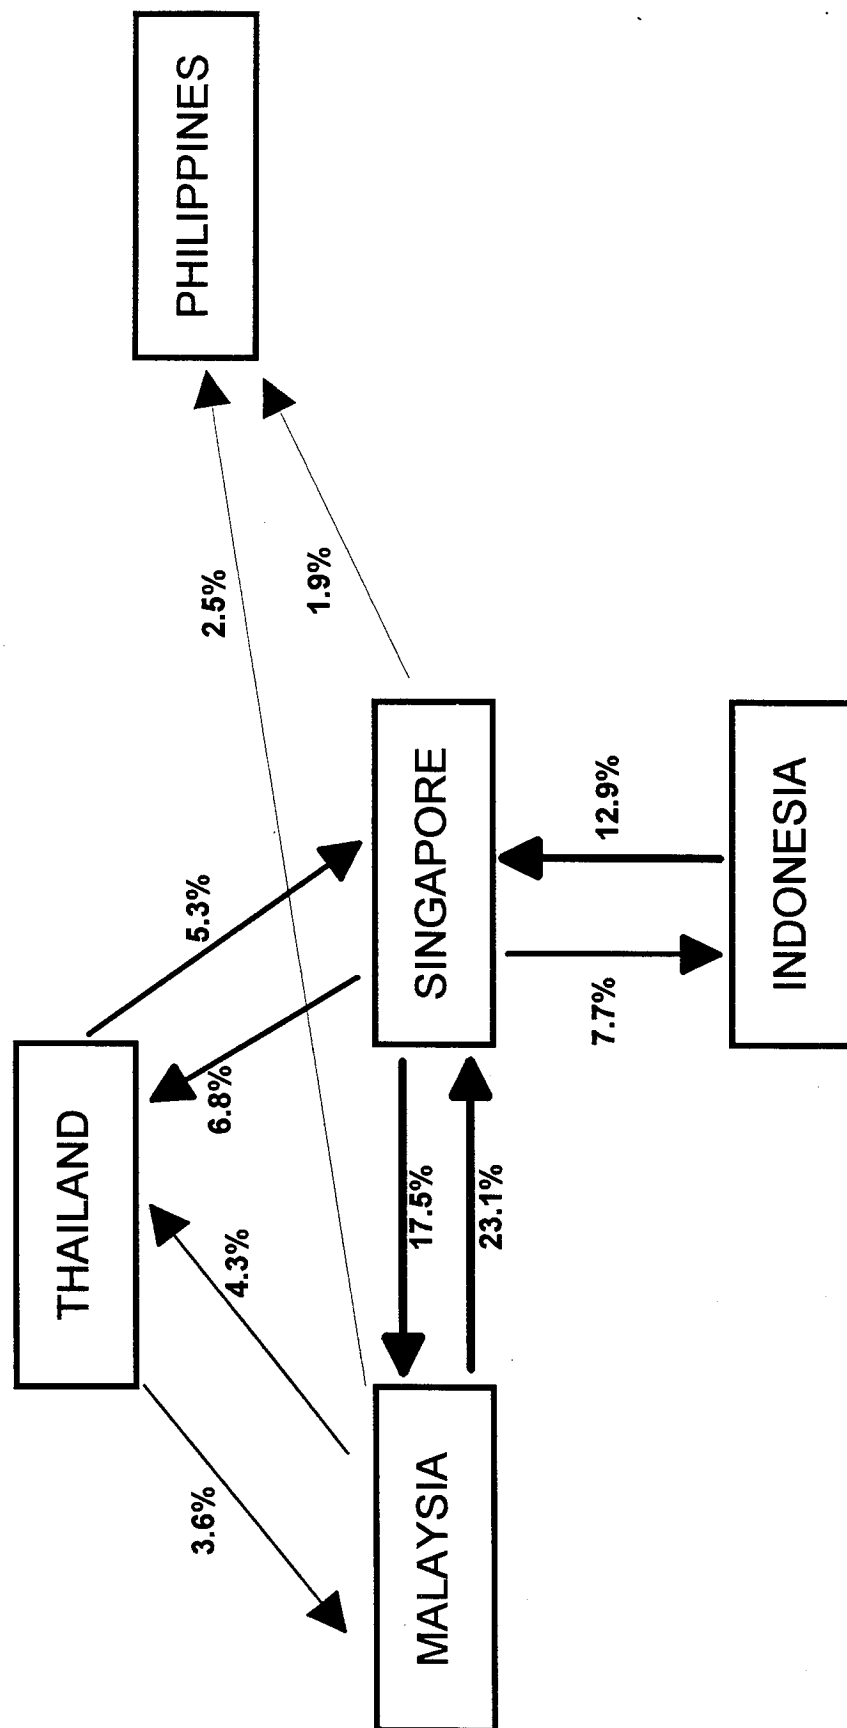 THAILAND
PHILIPPINES
3.6%
4.3%
6.8%
5.3%
2.5%
1.9%
MALAYSIA
17.5%
23.1%
SINGAPORE
7.7%
12.9%
INDONESIA